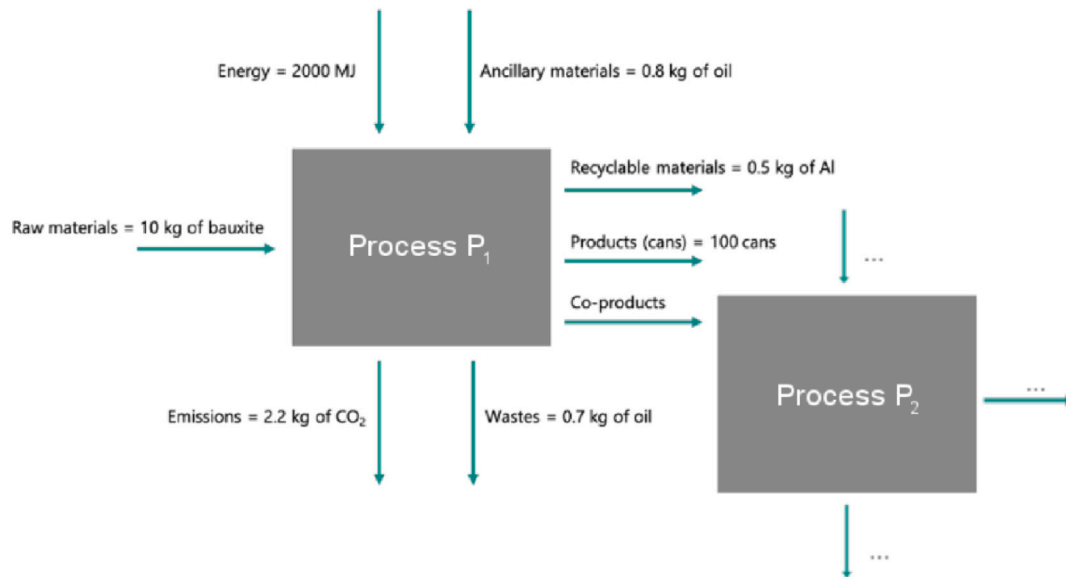 Energy = 2000 MJ
Ancillary materials = 0.8 kg of oil
Recyclable materials = 0.5 kg of Al
Raw materials = 10 kg of bauxite
Process P₁
Products (cans) = 100 cans
...
Co-products
Process P₂
...
Emissions = 2.2 kg of CO₂
Wastes = 0.7 kg of oil
...